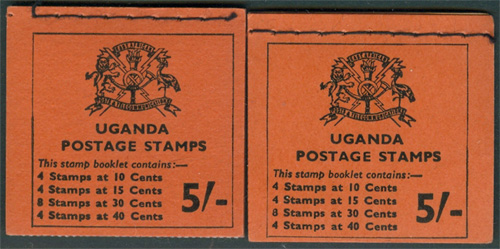 UGANDA
POSTAGE STAMPS
This stamp booklet contains:—
4 Stamps at 10 Cents
4 Stamps at 15 Cents
8 Stamps at 30 Cents
4 Stamps at 40 Cents
5/-
UGANDA
POSTAGE STAMPS
This stamp booklet contains:—
4 Stamps at 10 Cents
4 Stamps at 15 Cents
8 Stamps at 30 Cents
4 Stamps at 40 Cents
5/-